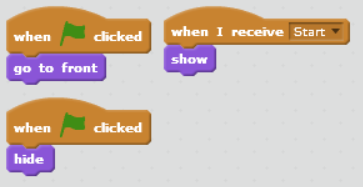 when clicked
go to front
when I receive Start
show
when clicked
hide